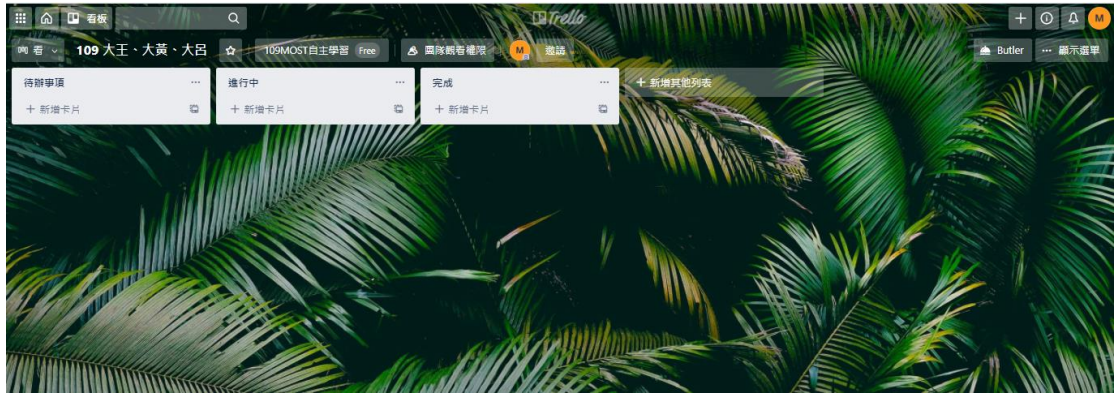 看板
Trello
M
看 109 大王、大黃、大呂 109MOST自主學習 Free 團隊觀看權限 M 邀請 Butler ··· 顯示選單
待辦事項 ···
+ 新增卡片
進行中 ···
+ 新增卡片
完成 ···
+ 新增卡片
+ 新增其他列表